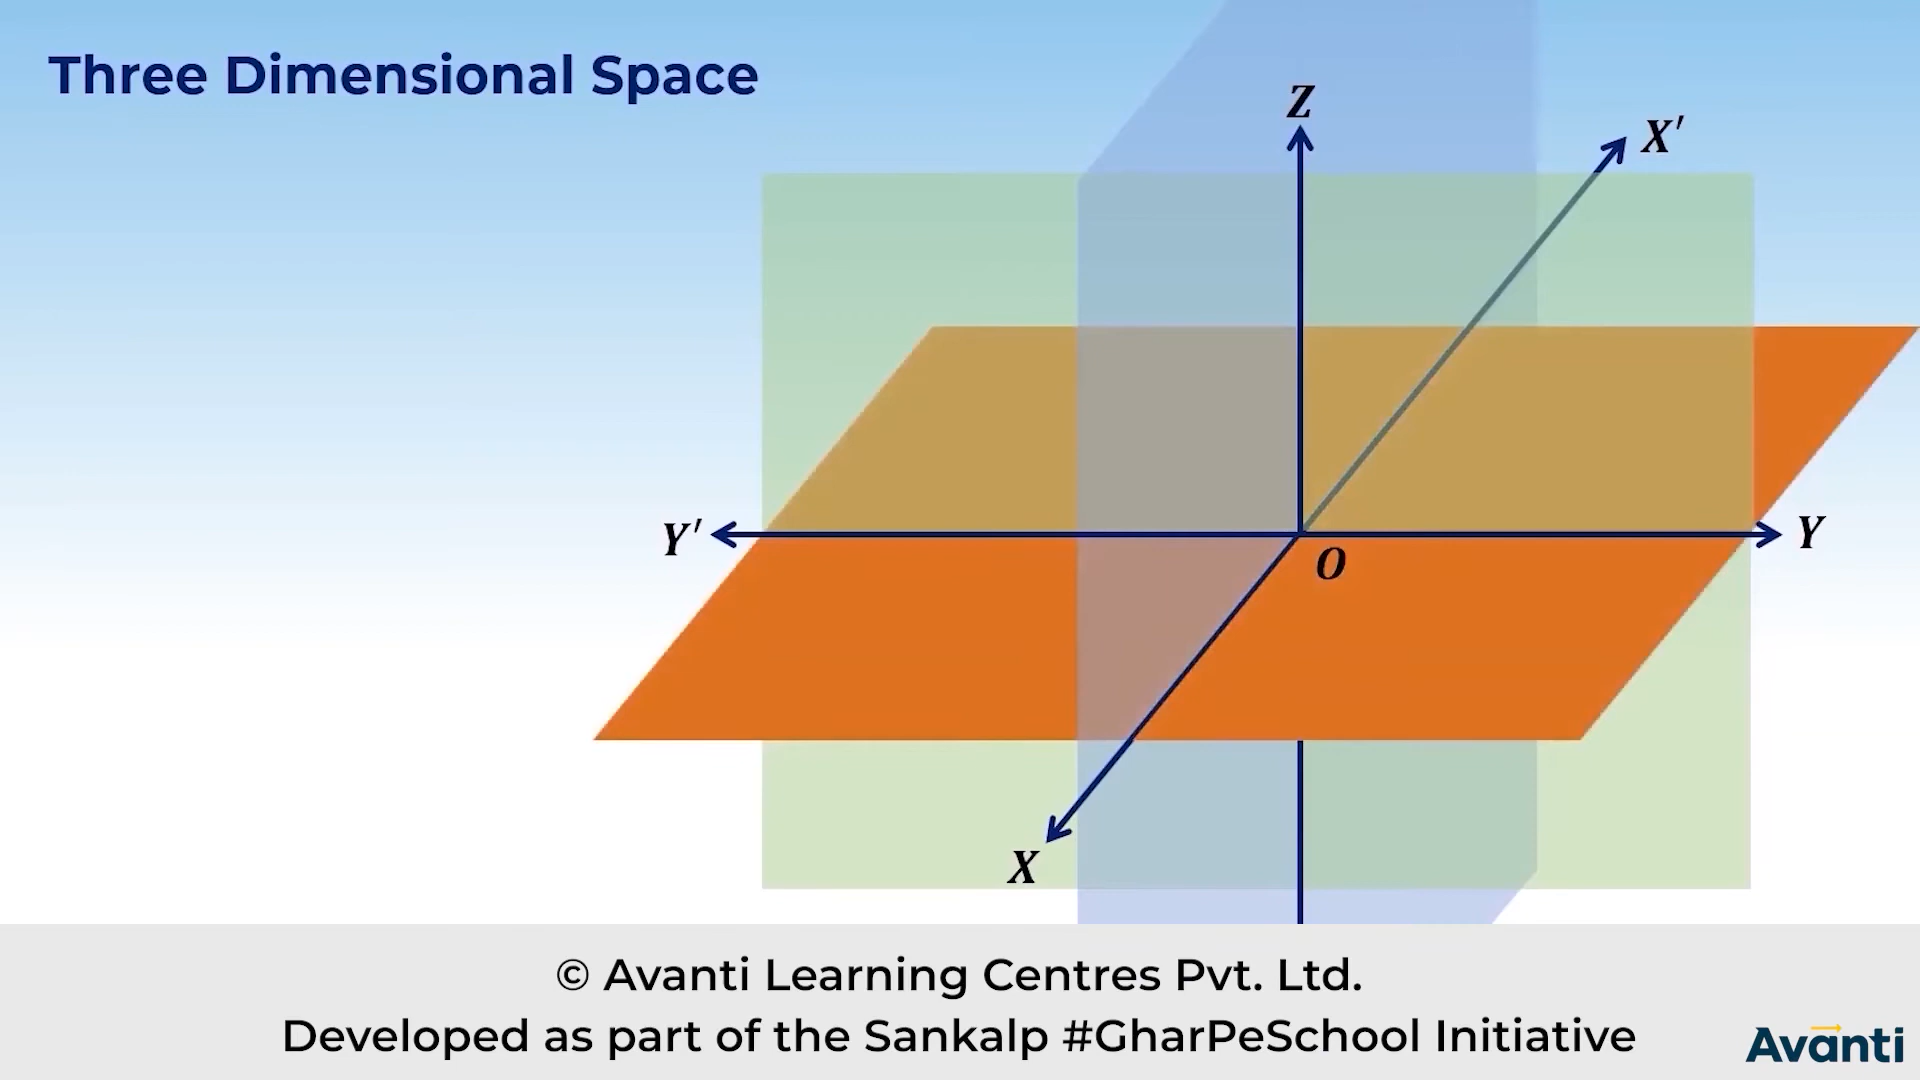 Three Dimensional Space
Z
X′
Y′
Y
O
X
© Avanti Learning Centres Pvt. Ltd.
Developed as part of the Sankalp #GharPeSchool Initiative
Avanti